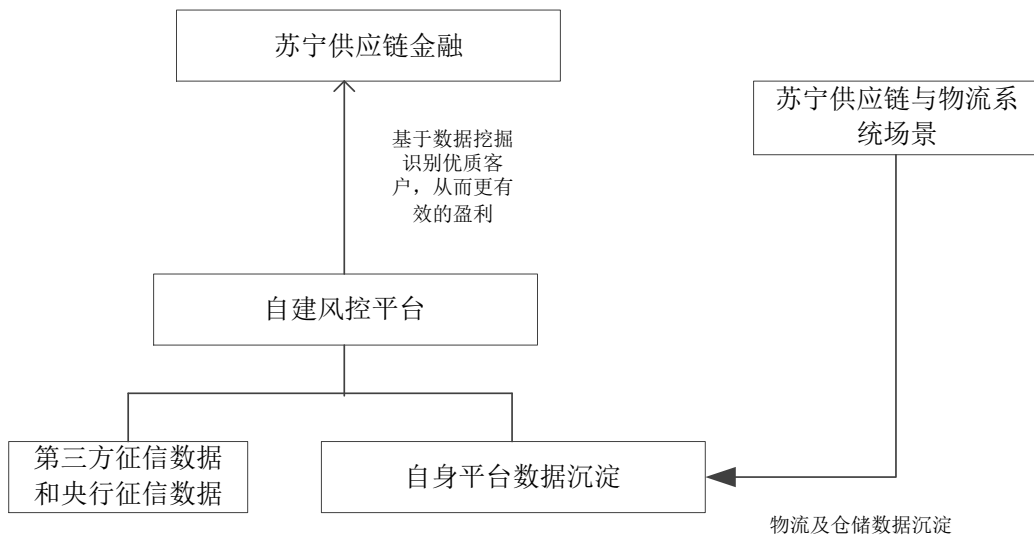 苏宁供应链金融
苏宁供应链与物流系
统场景
基于数据挖掘
识别优质客
户，从而更有
效的盈利
自建风控平台
第三方征信数据
和央行征信数据
自身平台数据沉淀
物流及仓储数据沉淀